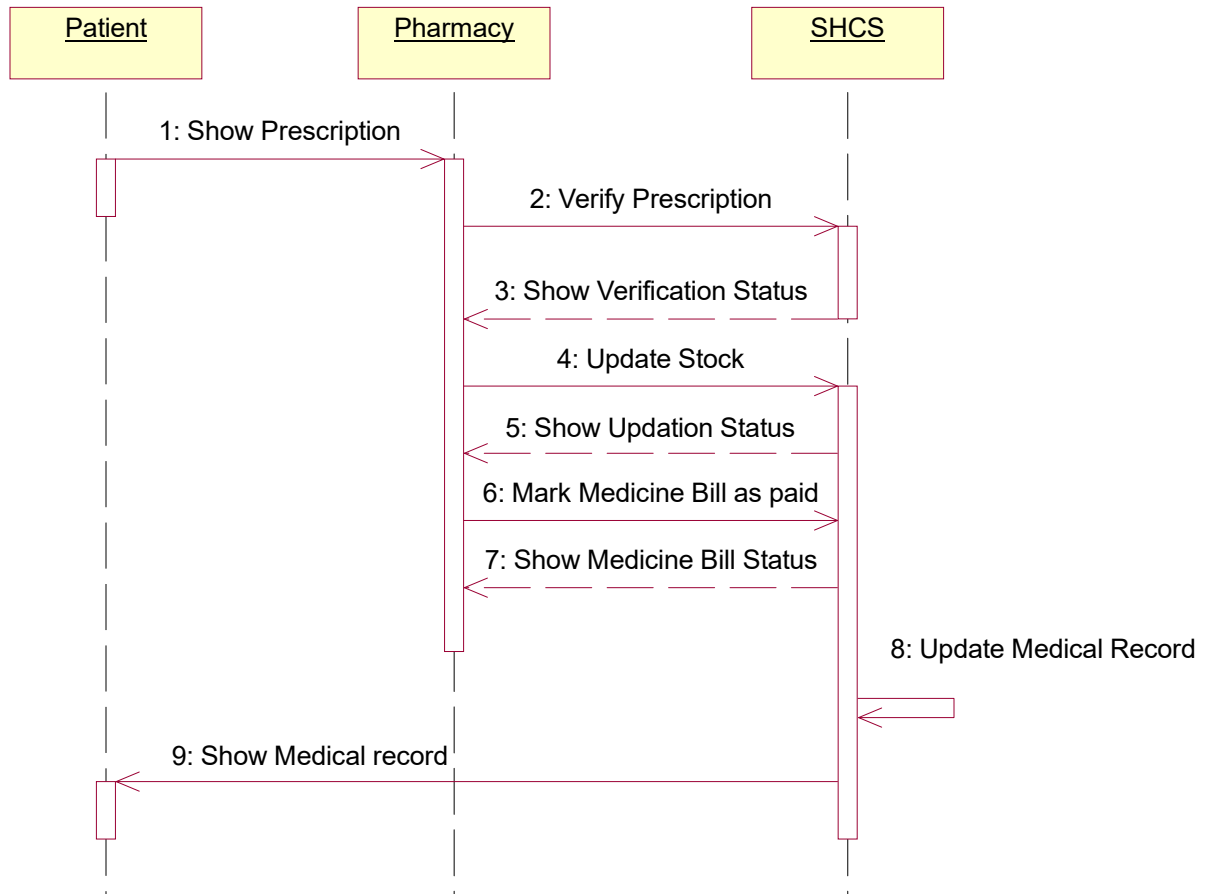 Patient
Pharmacy
SHCS
1: Show Prescription
2: Verify Prescription
3: Show Verification Status
4: Update Stock
5: Show Updation Status
6: Mark Medicine Bill as paid
7: Show Medicine Bill Status
8: Update Medical Record
9: Show Medical record